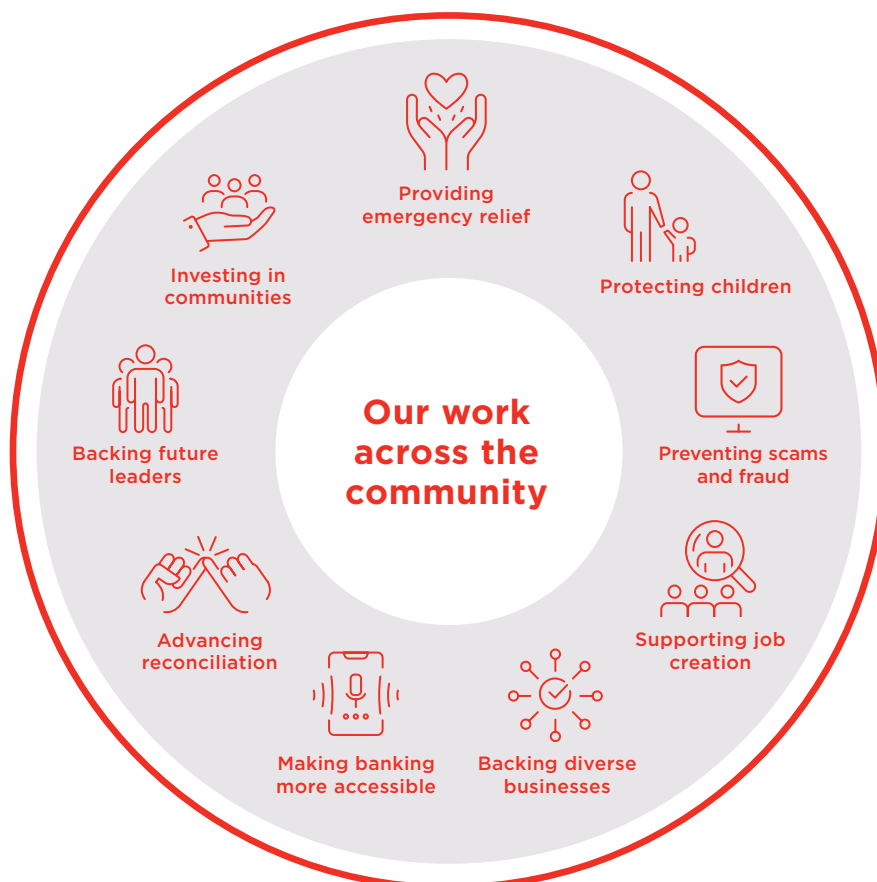 Providing
emergency relief
Protecting children
Preventing scams
and fraud
Supporting job
creation
Backing diverse
businesses
Making banking
more accessible
Advancing
reconciliation
Backing future
leaders
Investing in
communities
Our work
across the
community